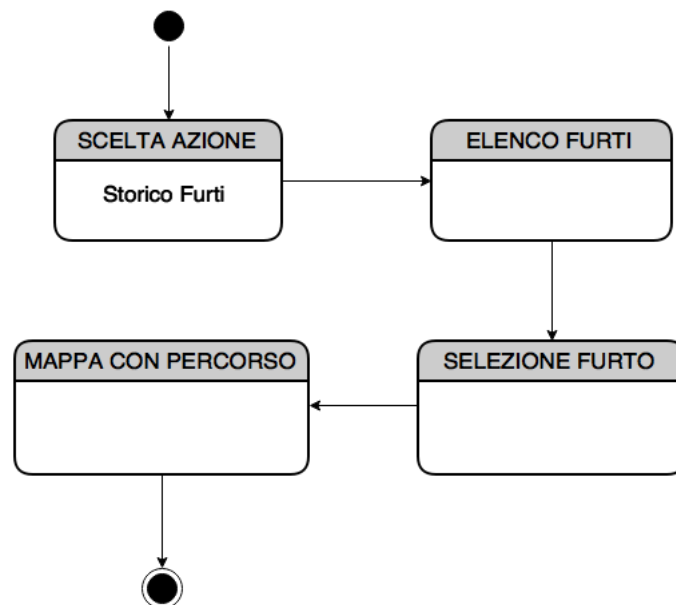 SCELTA AZIONE
Storico Furti
ELENCO FURTI
SELEZIONE FURTO
MAPPA CON PERCORSO